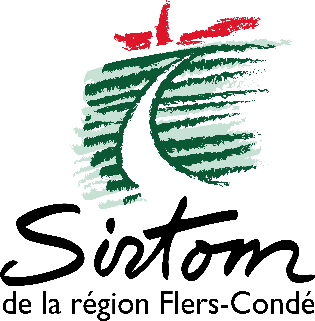 Sirtom
de la région Flers-Condé